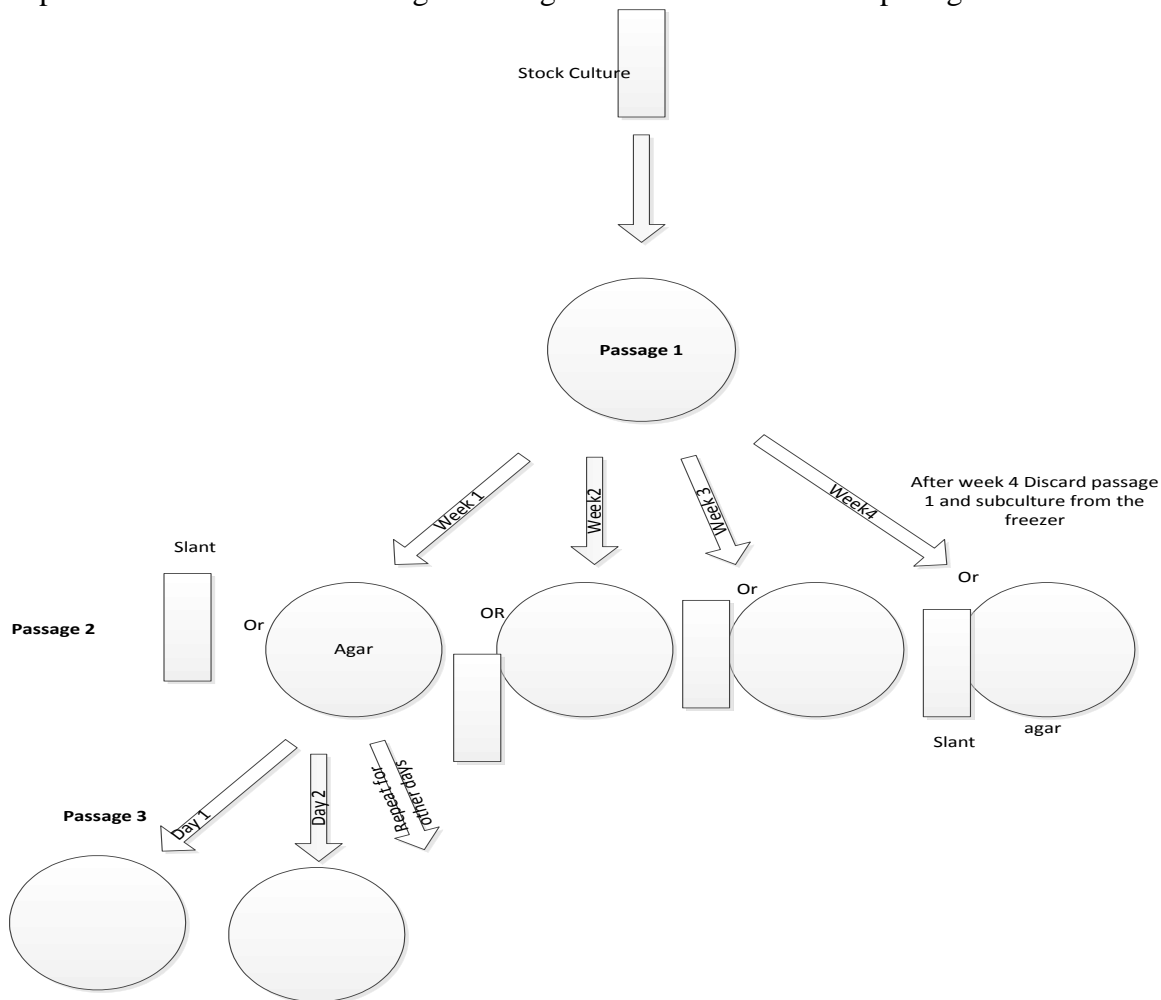 Stock Culture
Passage 1
Week 1
Week2
Week 3
Week4
After week 4 Discard passage
1 and subculture from the
freezer
Slant
Or
Or
Passage 2
Or
Agar
OR
Slant
agar
Passage 3
Day 1
Day 2
Repeat for
other days